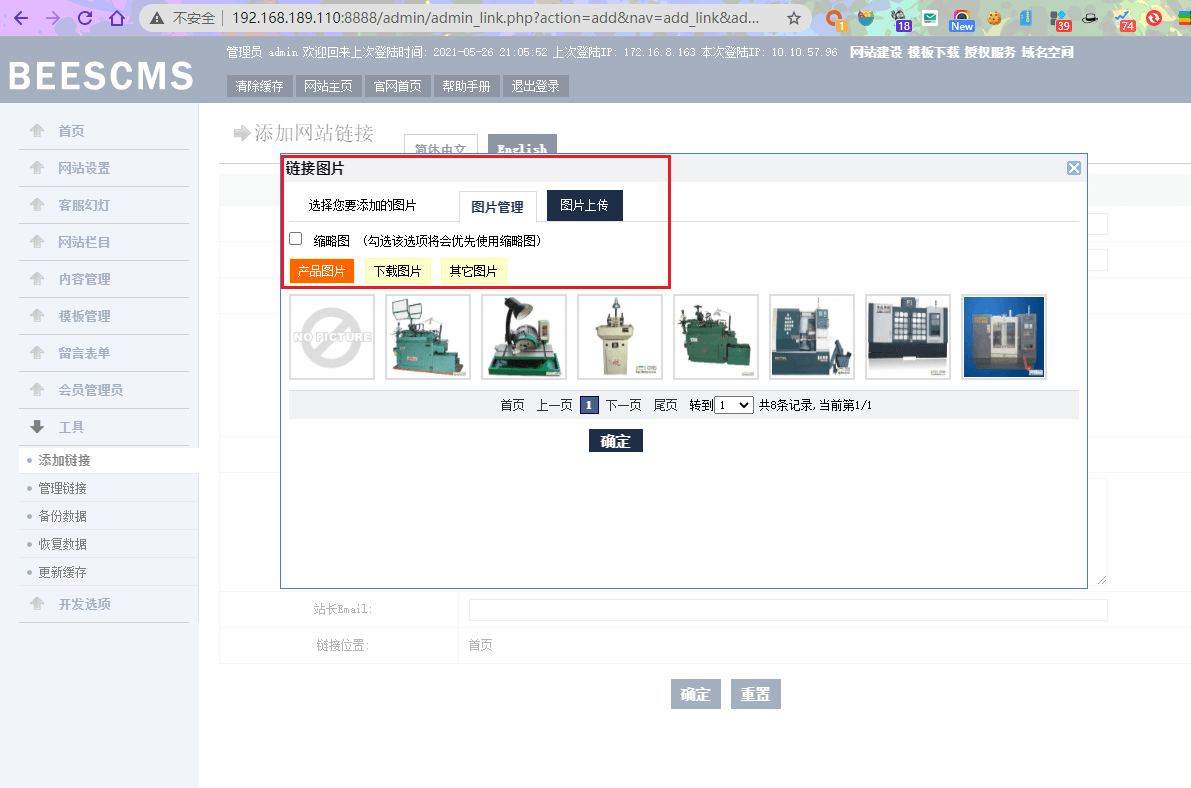 不安全 192.168.189.110:8888/admin/admin_link.php?action=add&nav=add_link&ad...
1 18 New 39 74
管理员 admin 欢迎回来上次登陆时间: 2021-05-26 21:05:52 上次登陆IP: 172.16.8.163 本次登陆IP: 10.10.57.96 网站建设 模板下载 授权服务 域名空间
BEESCMS
清除缓存 网站主页 官网首页 帮助手册 退出登录
首页
网站设置
客服幻灯
网站栏目
内容管理
模板管理
留言表单
会员管理员
工具
添加链接
管理链接
备份数据
恢复数据
更新缓存
开发选项
添加网站链接 简体中文 English
链接图片
选择您要添加的图片 图片管理 图片上传
缩略图 (勾选该选项将会优先使用缩略图)
产品图片 下载图片 其它图片
NO PICTURE
首页 上一页 1 下一页 尾页 转到 1 共8条记录,当前第1/1
确定
站长Email:
链接位置: 首页
确定 重置